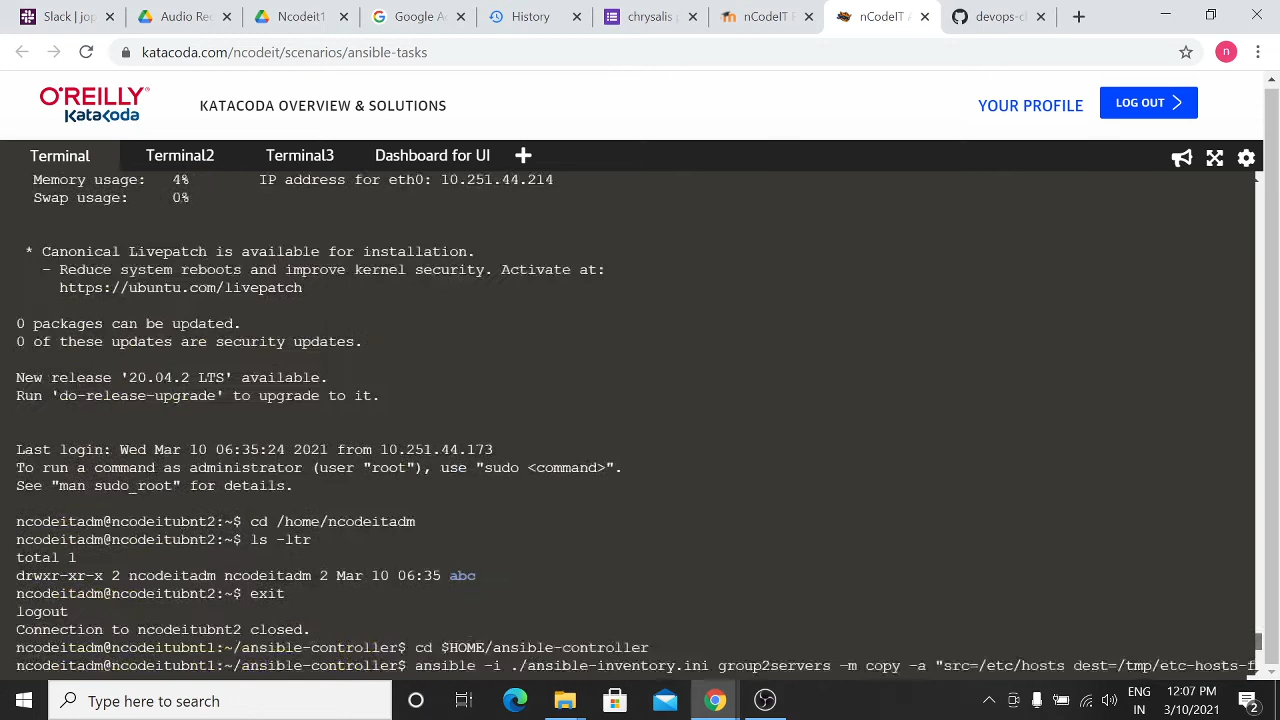 Slack | jan
Audio Re
Ncodeit1
Google A
History
chrysalis p
nCodeIT F
nCodeIT A
devops-cl
katacoda.com/ncodeit/scenarios/ansible-tasks
n
O'REILLY®
KATACODA OVERVIEW & SOLUTIONS
YOUR PROFILE
LOG OUT
Katacoda
Terminal
Terminal2
Terminal3
Dashboard for UI
Memory usage:   4%        IP address for eth0: 10.251.44.214
Swap usage:     0%
* Canonical Livepatch is available for installation.
- Reduce system reboots and improve kernel security. Activate at:
https://ubuntu.com/livepatch
0 packages can be updated.
0 of these updates are security updates.
New release '20.04.2 LTS' available.
Run 'do-release-upgrade' to upgrade to it.
Last login: Wed Mar 10 06:35:24 2021 from 10.251.44.173
To run a command as administrator (user "root"), use "sudo <command>".
See "man sudo_root" for details.
ncodeitadm@ncodeitubnt2:~$ cd /home/ncodeitadm
ncodeitadm@ncodeitubnt2:~$ ls -ltr
total 1
drwxr-xr-x 2 ncodeitadm ncodeitadm 2 Mar 10 06:35 abc
ncodeitadm@ncodeitubnt2:~$ exit
logout
Connection to ncodeitubnt2 closed.
ncodeitadm@ncodeitubnt1:~/ansible-controller$ cd $HOME/ansible-controller
ncodeitadm@ncodeitubnt1:~/ansible-controller$ ansible -i ./ansible-inventory.ini group2servers -m copy -a "src=/etc/hosts dest=/tmp/etc-hosts-f
Type here to search
ENG
IN
12:07 PM
3/10/2021
2